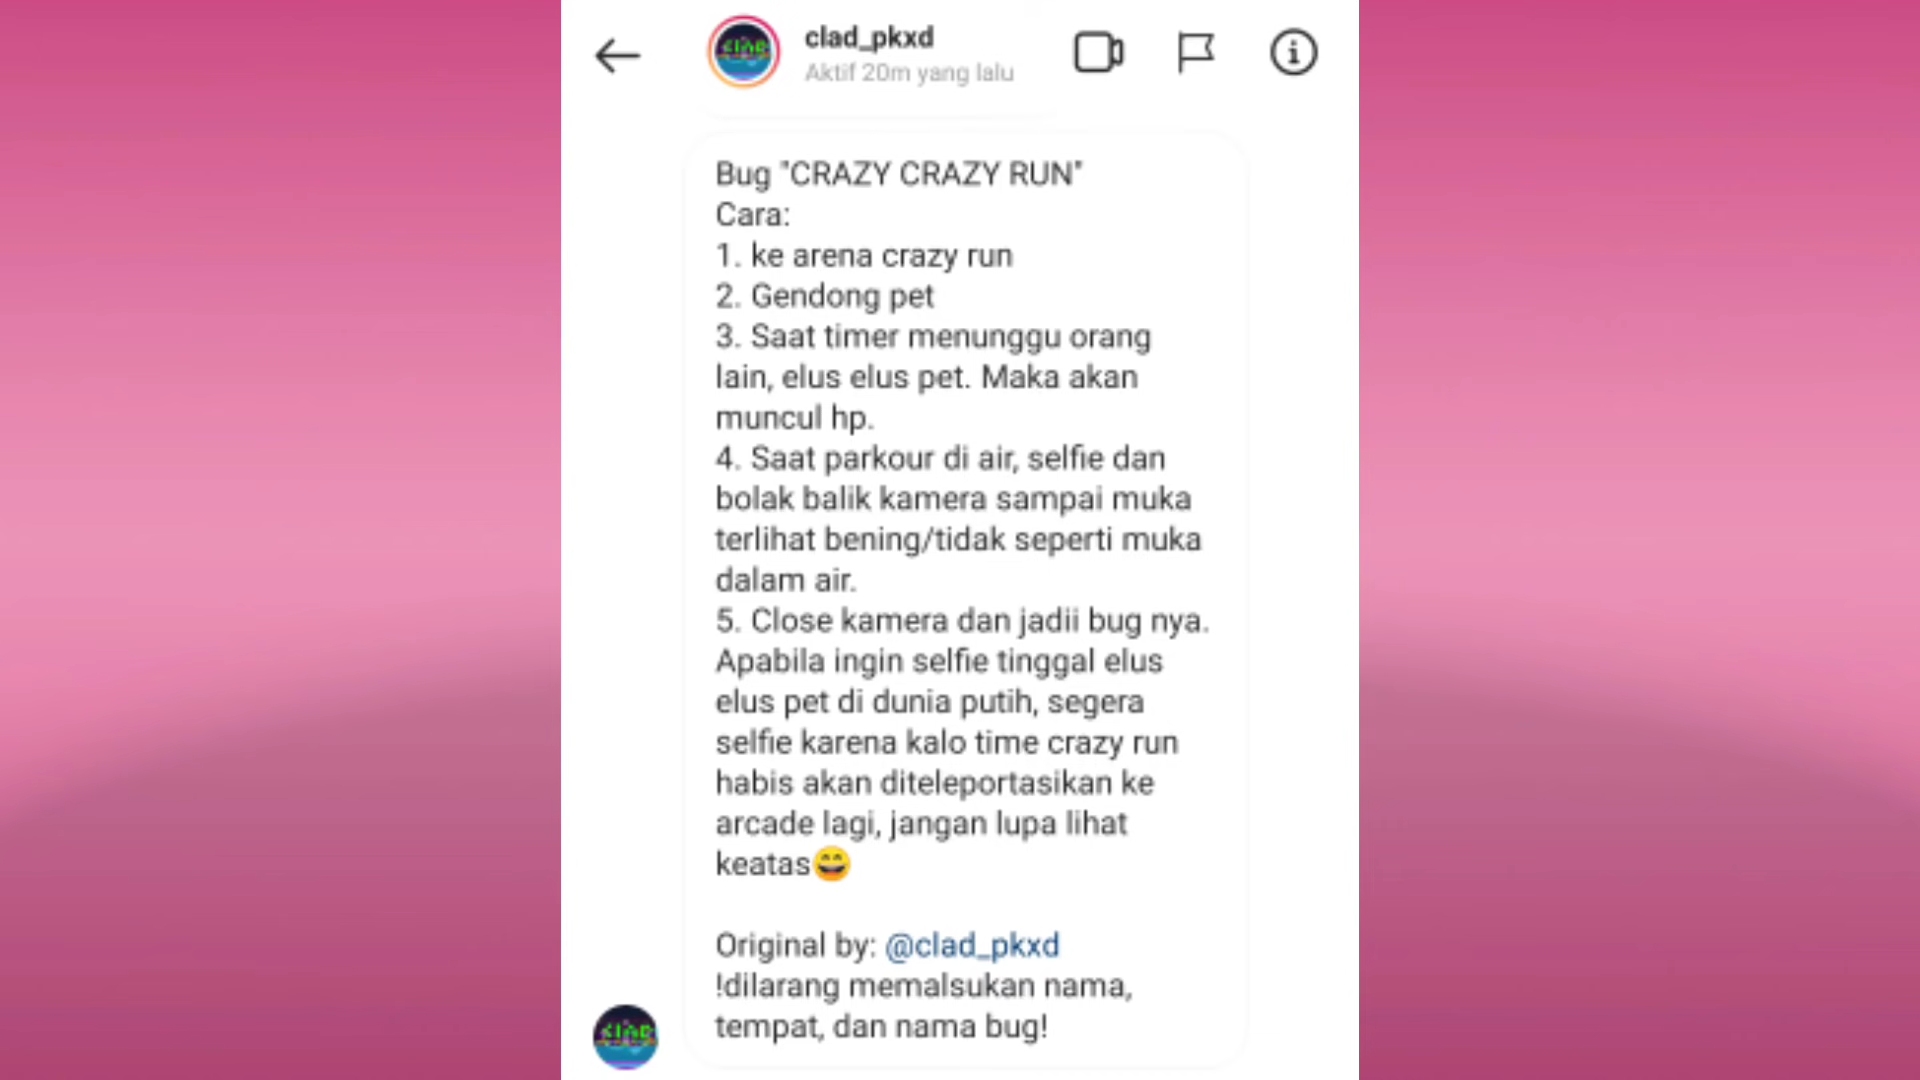 clad_pkxd
Aktif 20m yang lalu
Bug "CRAZY CRAZY RUN"
Cara:
1. ke arena crazy run
2. Gendong pet
3. Saat timer menunggu orang
lain, elus elus pet. Maka akan
muncul hp.
4. Saat parkour di air, selfie dan
bolak balik kamera sampai muka
terlihat bening/tidak seperti muka
dalam air.
5. Close kamera dan jadii bug nya.
Apabila ingin selfie tinggal elus
elus pet di dunia putih, segera
selfie karena kalo time crazy run
habis akan diteleportasikan ke
arcade lagi, jangan lupa lihat
keatas😄
Original by: @clad_pkxd
!dilarang memalsukan nama,
tempat, dan nama bug!